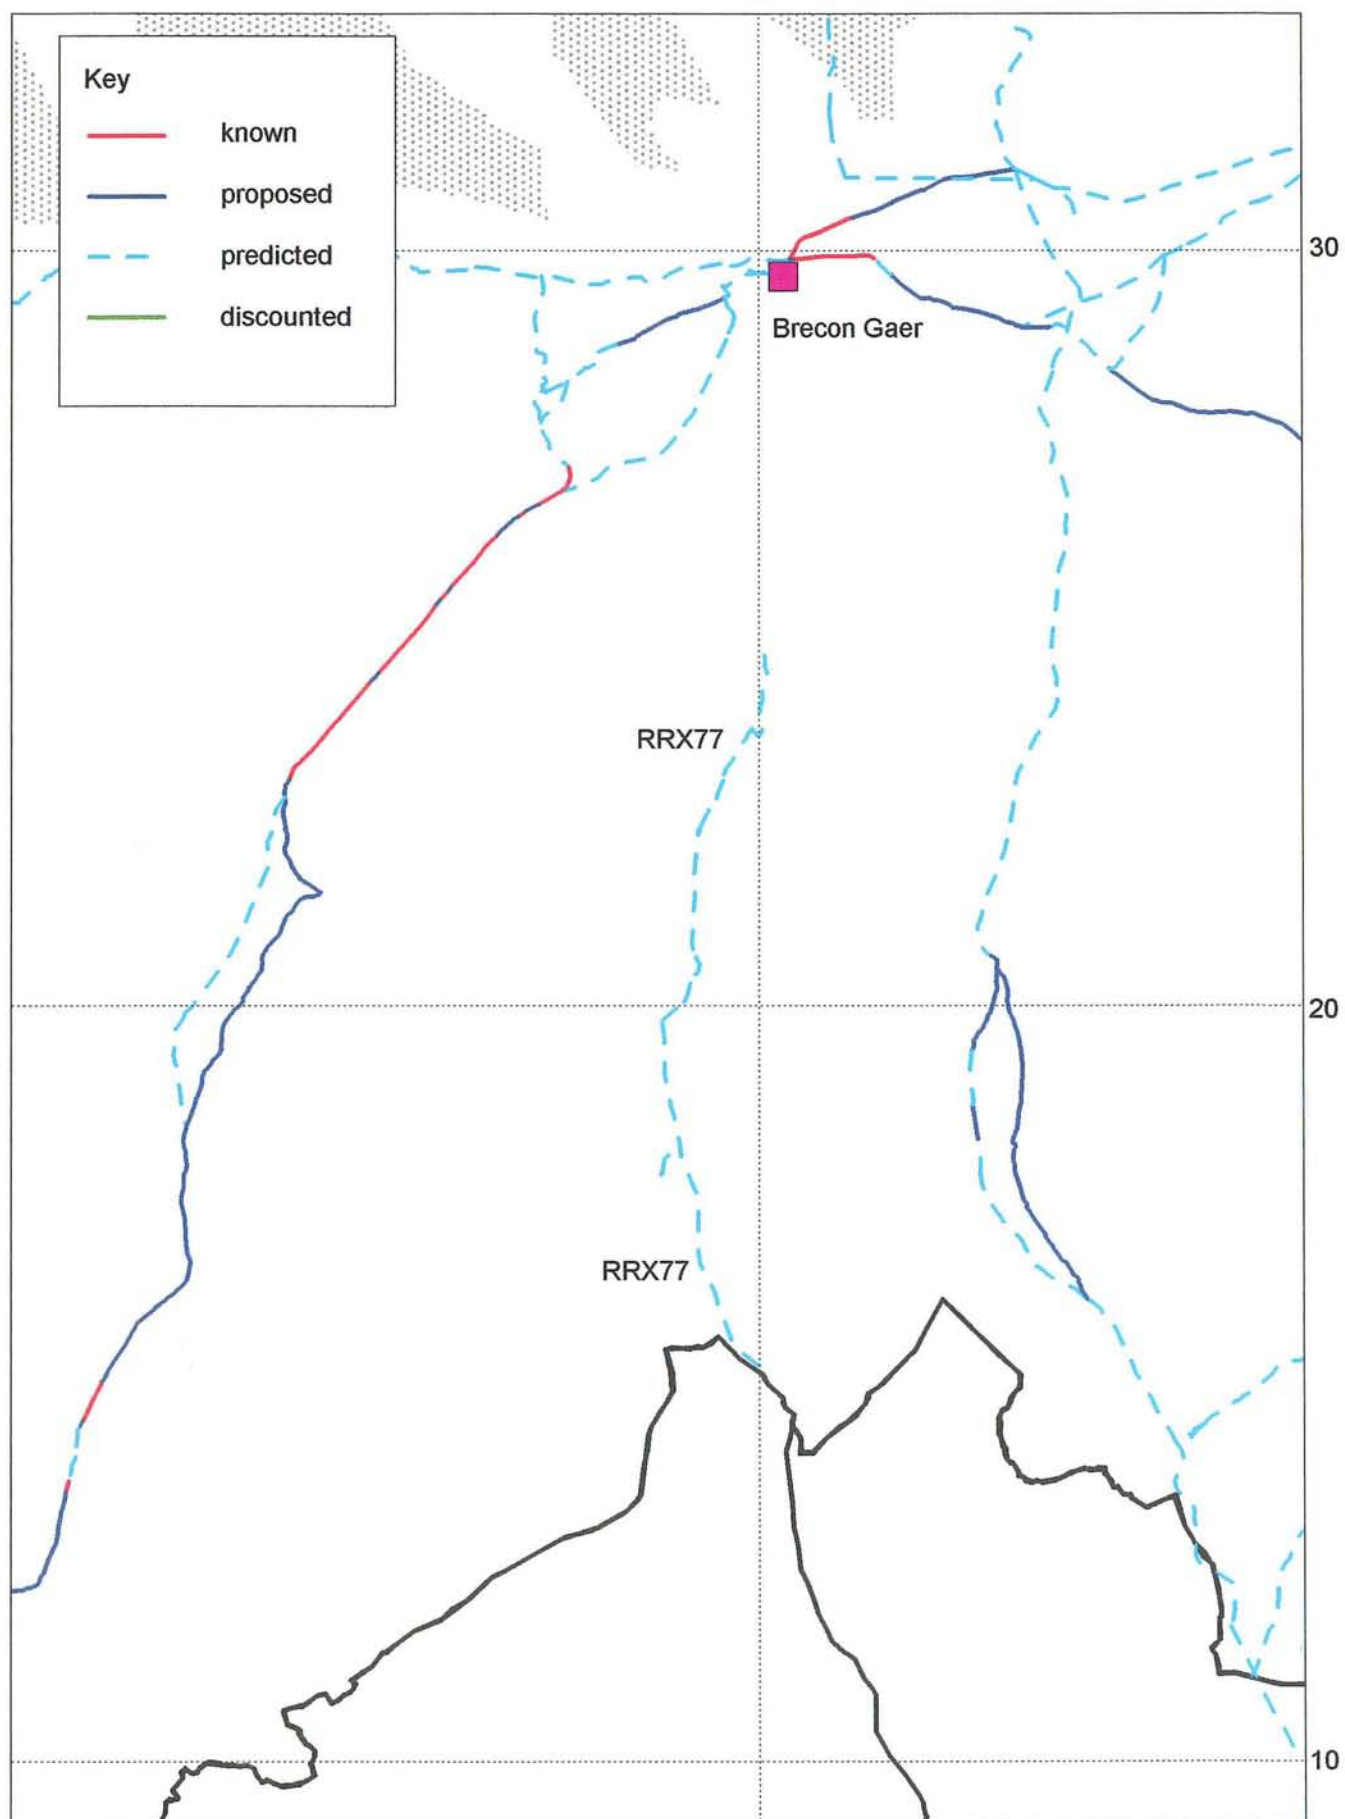 Key
known
proposed
predicted
discounted
30
Brecon Gaer
RRX77
20
RRX77
10